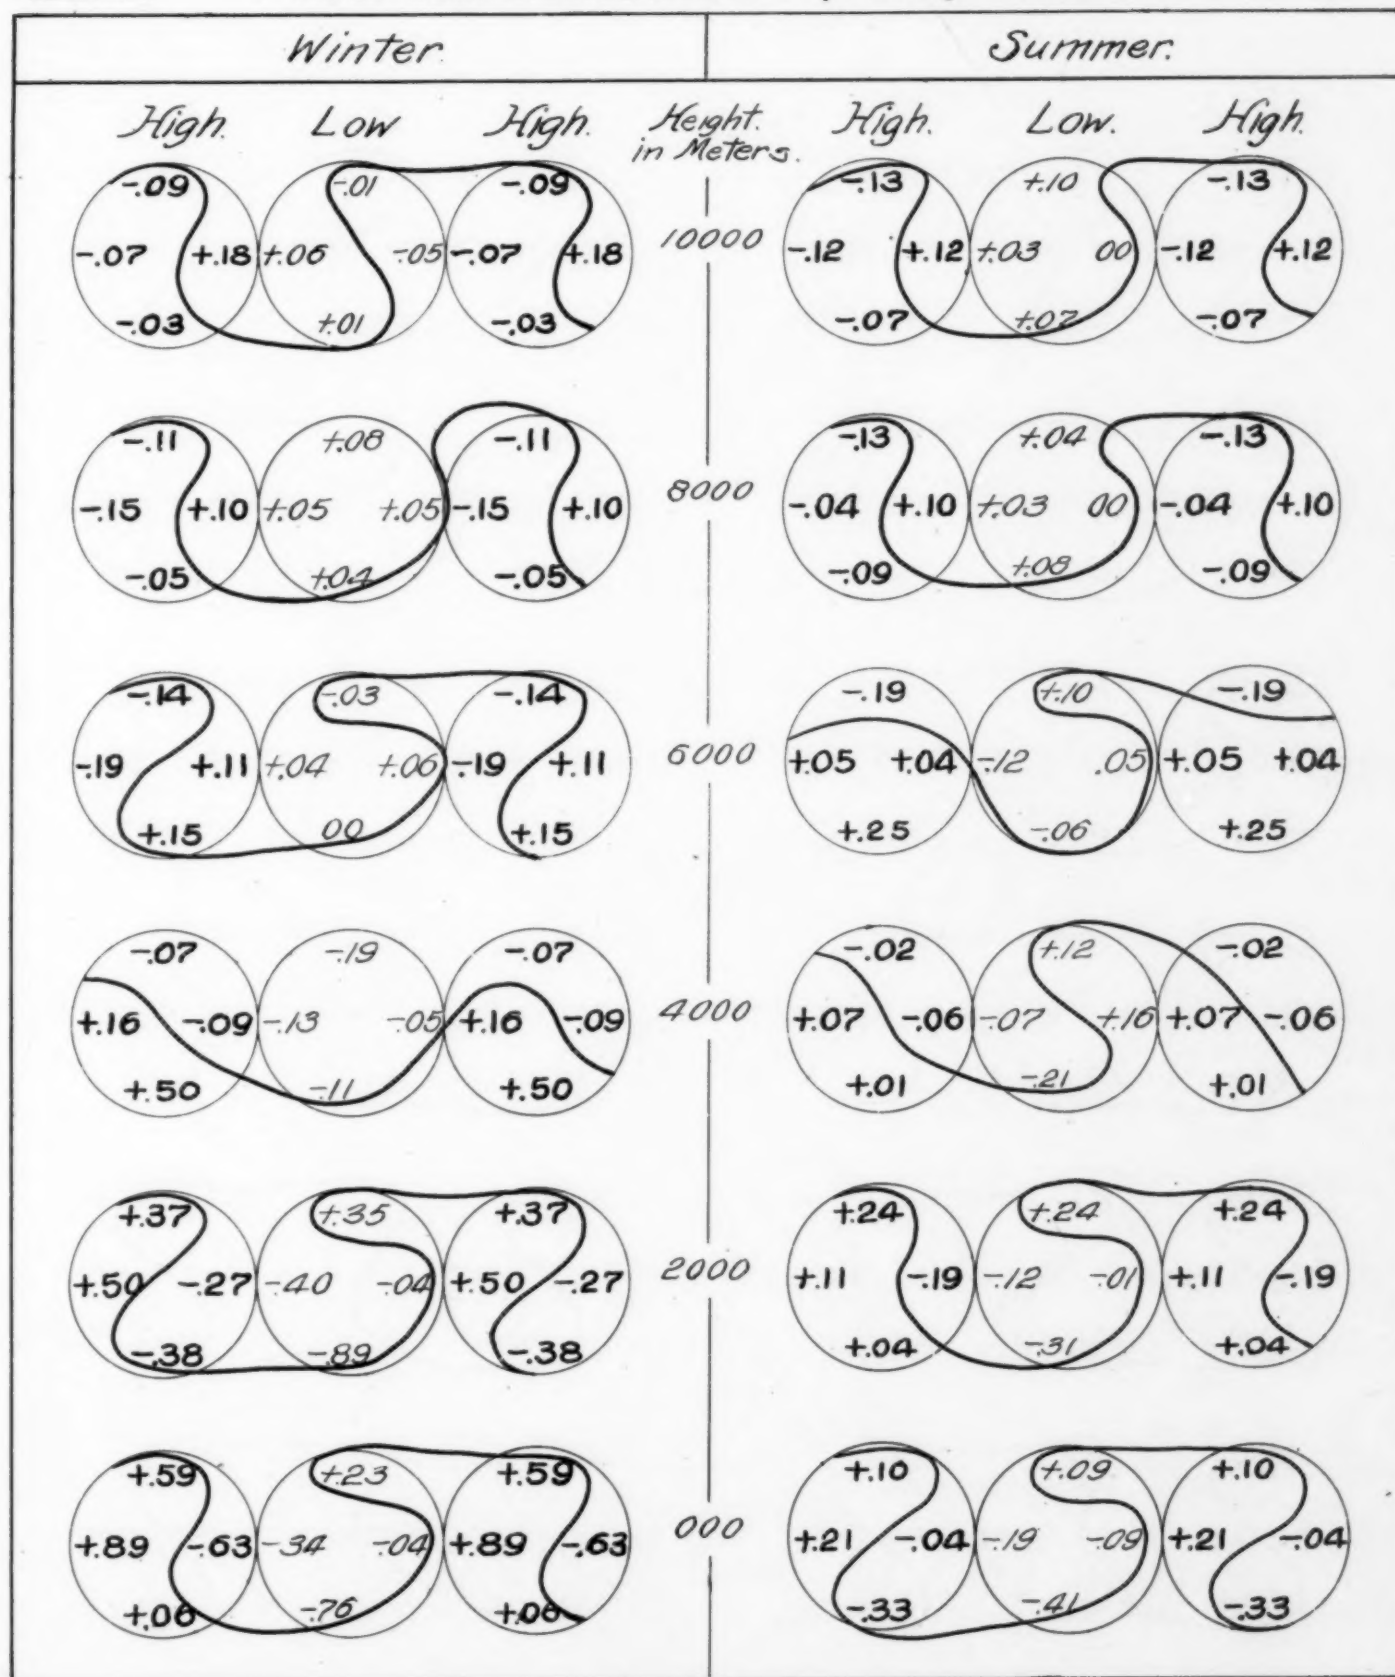 Winter. Summer.
High. Low High. Height. in Meters. High. Low. High.
-.09 -.01 -.09 -.13 +.10 -.13
-.07 +.18 +.06 -.05 -.07 +.18 10000 -.12 +.12 +.03 00 -.12 +.12
-.03 +.01 -.03 -.07 +.07 -.07
-.11 +.08 -.11 -.13 +.04 -.13
-.15 +.10 +.05 +.05 -.15 +.10 8000 -.04 +.10 +.03 00 -.04 +.10
-.05 +.04 -.05 -.09 +.08 -.09
-.14 -.03 -.14 -.19 +.10 -.19
-.19 +.11 +.04 +.06 -.19 +.11 6000 +.05 +.04 -.12 .05 +.05 +.04
+.15 00 +.15 +.25 -.06 +.25
-.07 -.19 -.07 -.02 +.12 -.02
+.16 -.09 -.13 -.05 +.16 -.09 4000 +.07 -.06 -.07 +.16 +.07 -.06
+.50 -.11 +.50 +.01 -.21 +.01
+.37 +.35 +.37 +.24 +.24 +.24
+.50 -.27 -.40 -.04 +.50 -.27 2000 +.11 -.19 -.12 -.01 +.11 -.19
-.38 -.89 -.38 +.04 -.31 +.04
+.59 +.23 +.59 +.10 +.09 +.10
+.89 -.63 -.34 -.04 +.89 -.63 000 +.21 -.04 -.19 -.09 +.21 -.04
+.06 -.76 +.06 -.33 -.41 -.33